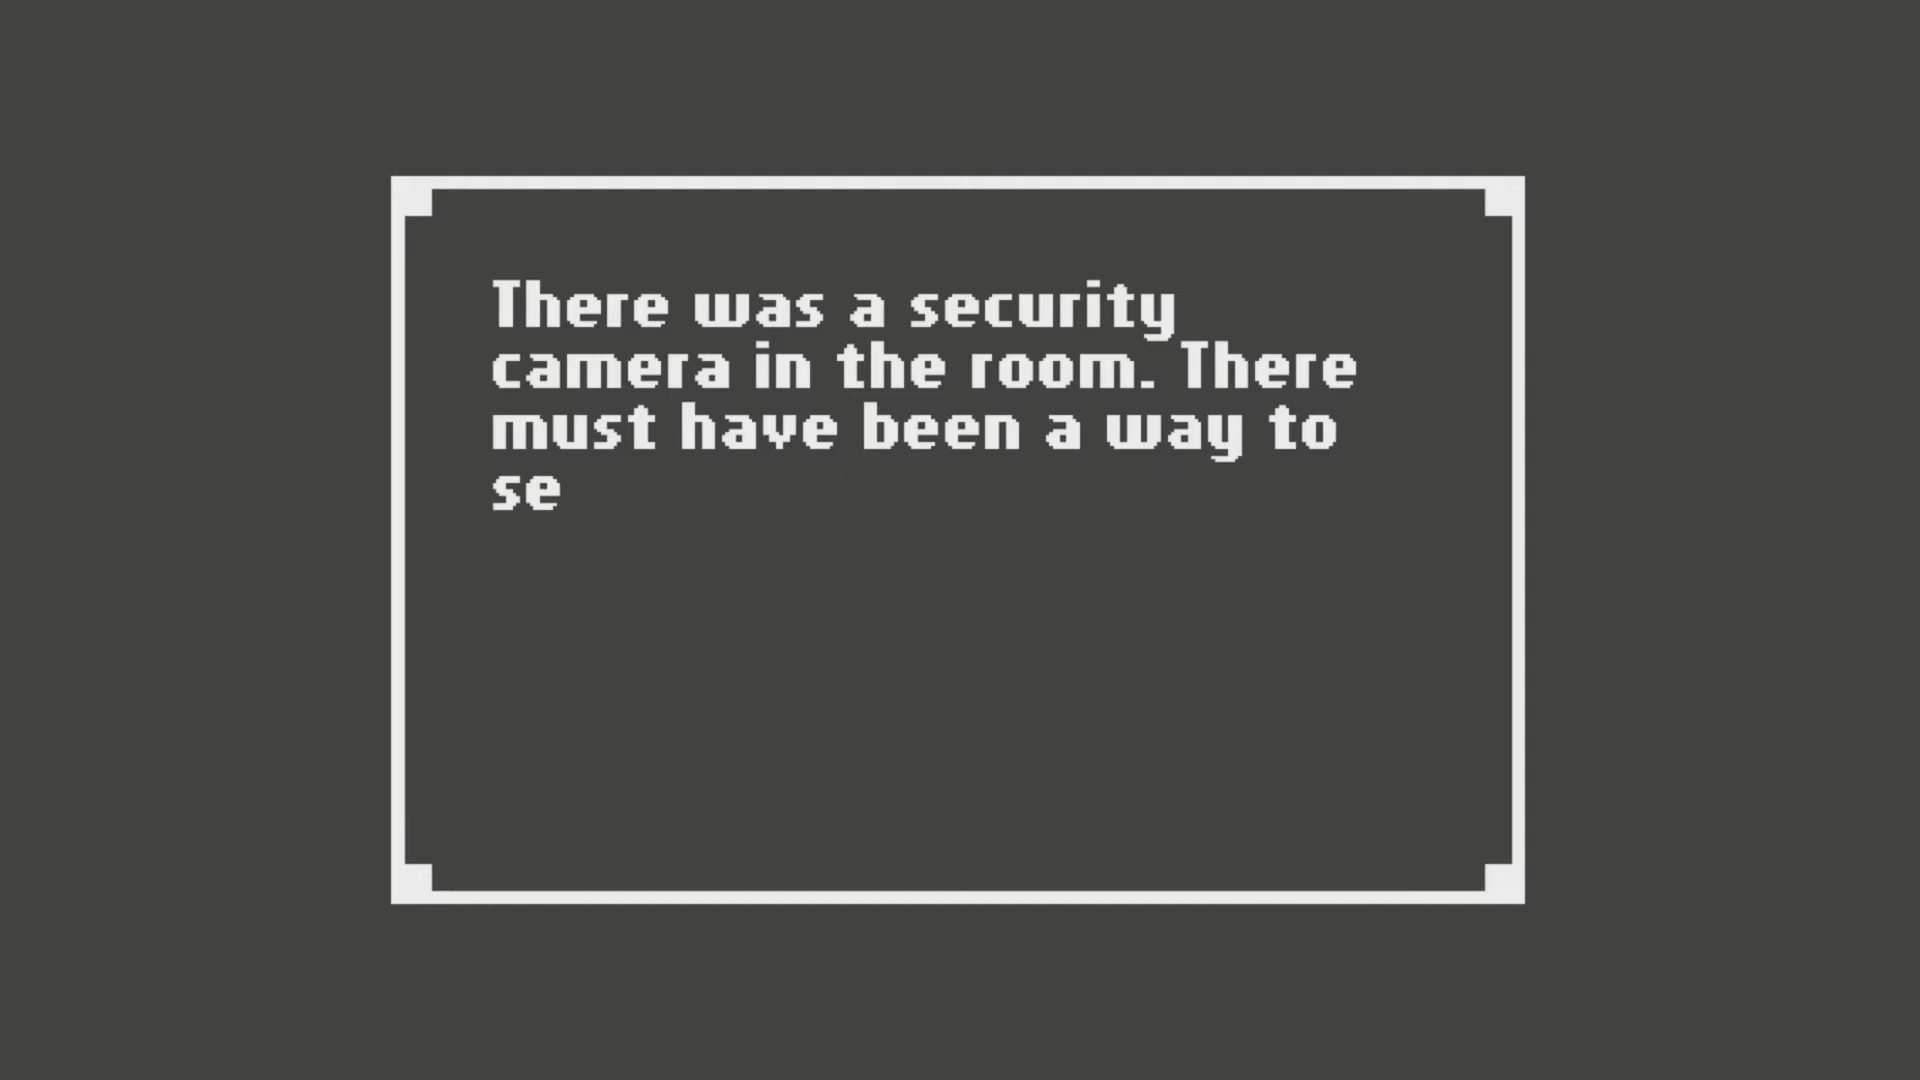 There was a security
camera in the room. There
must have been a way to
se